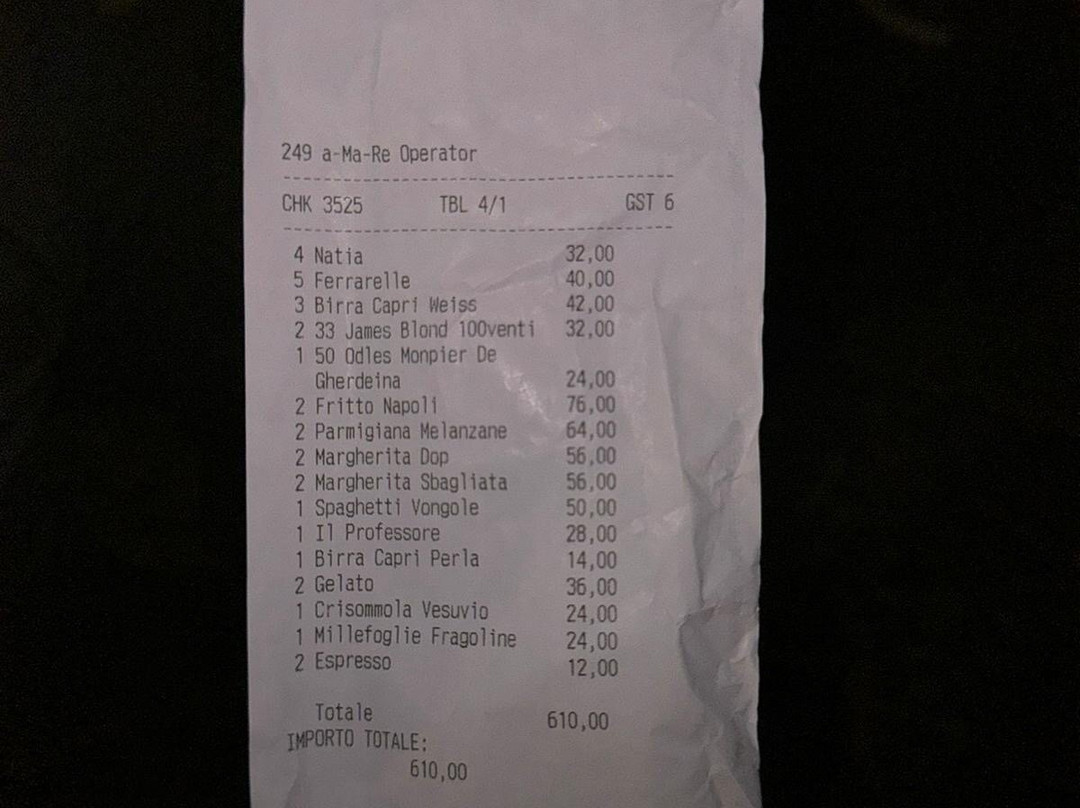 249 a-Ma-Re Operator
CHK 3525 TBL 4/1 GST 6
4 Natia 32,00
5 Ferrarelle 40,00
3 Birra Capri Weiss 42,00
2 33 James Blond 100venti 32,00
1 50 Odles Monpier De
Gherdeina 24,00
2 Fritto Napoli 76,00
2 Parmigiana Melanzane 64,00
2 Margherita Dop 56,00
2 Margherita Sbagliata 56,00
1 Spaghetti Vongole 50,00
1 Il Professore 28,00
1 Birra Capri Perla 14,00
2 Gelato 36,00
1 Crisommola Vesuvio 24,00
1 Millefoglie Fragoline 24,00
2 Espresso 12,00
Totale 610,00
IMPORTO TOTALE:
610,00